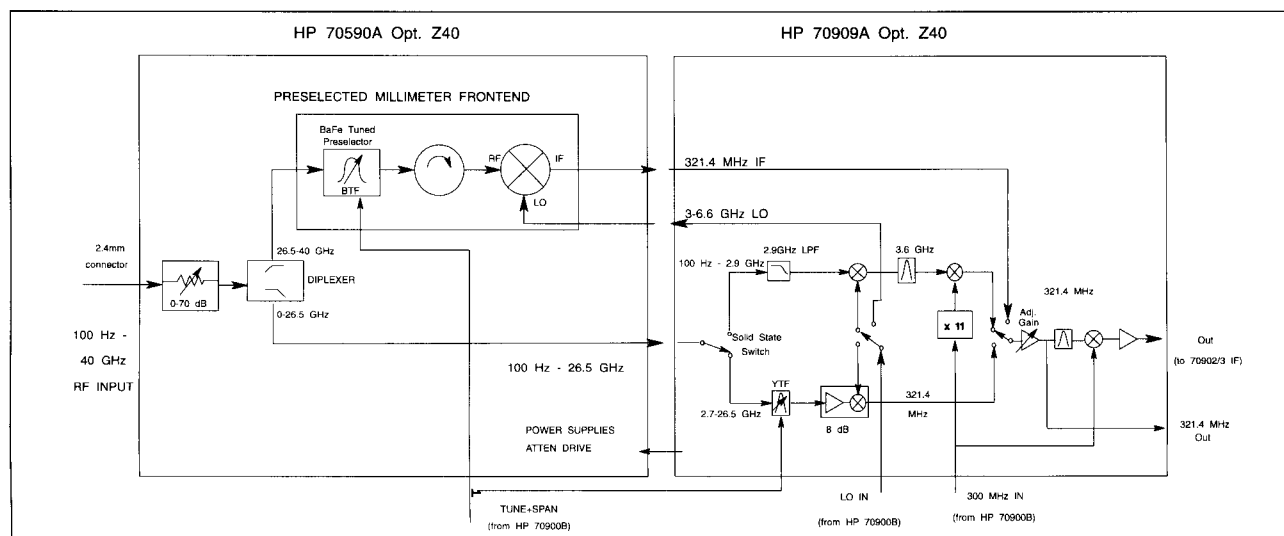 HP 70590A Opt. Z40
HP 70909A Opt. Z40
PRESELECTED MILLIMETER FRONTEND
BaFe Tuned
Preselector
BTF
RF
IF
LO
321.4 MHz IF
3-6.6 GHz LO
2.4mm
connector
0-70 dB
26.5-40 GHz
DIPLEXER
0-26.5 GHz
100 Hz -
40 GHz
RF INPUT
100 Hz - 26.5 GHz
100 Hz - 2.9 GHz
2.9GHz LPF
3.6 GHz
Solid State
Switch
x 11
321.4 MHz
Adj.
Gain
Out
(to 70902/3 IF)
YTF
2.7-26.5 GHz
8 dB
321.4
MHz
321.4 MHz
Out
POWER SUPPLIES
ATTEN DRIVE
TUNE+SPAN
(from HP 70900B)
LO IN
(from HP 70900B)
300 MHz IN
(from HP 70900B)